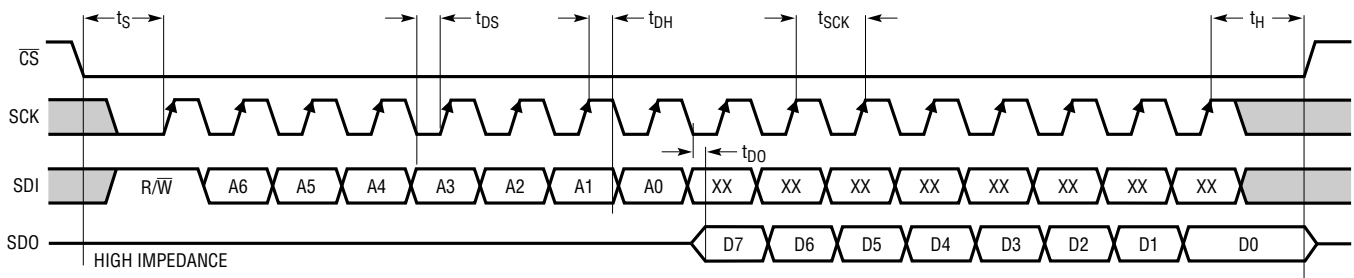 tS tDS tDH tSCK tH
CS
SCK
tDO
SDI R/W A6 A5 A4 A3 A2 A1 A0 XX XX XX XX XX XX XX XX
SDO D7 D6 D5 D4 D3 D2 D1 D0
HIGH IMPEDANCE